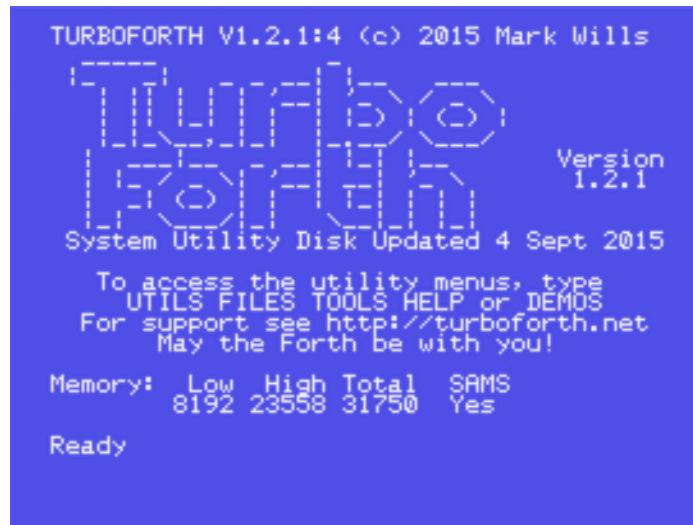 TURBOFORTH V1.2.1:4 (c) 2015 Mark Wills
Turbo
Forth
Version
1.2.1
System Utility Disk Updated 4 Sept 2015
To access the utility menus, type
UTILS FILES TOOLS HELP or DEMOS
For support see http://turboforth.net
May the Forth be with you!
Memory: Low High Total SAMS
8192 23558 31750 Yes
Ready